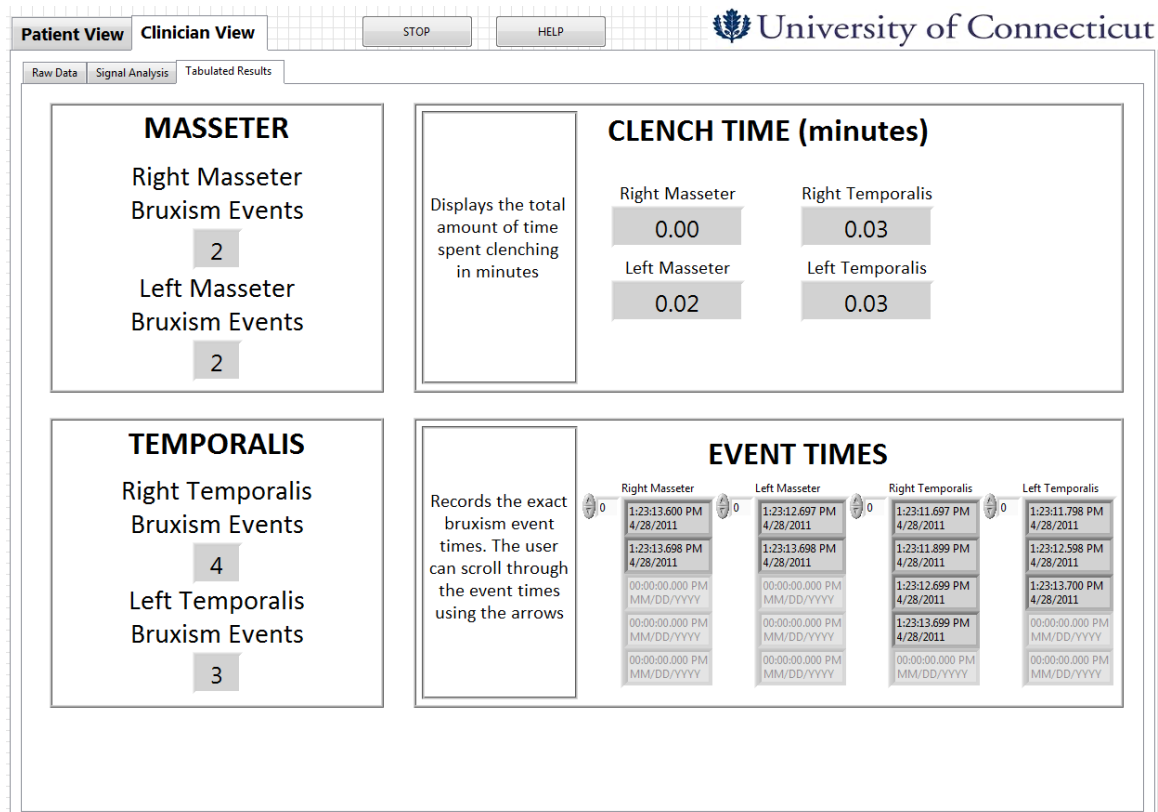 Patient View
Clinician View
STOP
HELP
University of Connecticut
Raw Data
Signal Analysis
Tabulated Results
MASSETER
Right Masseter
Bruxism Events
2
Left Masseter
Bruxism Events
2
Displays the total
amount of time
spent clenching
in minutes
CLENCH TIME (minutes)
Right Masseter
Right Temporalis
0.00
0.03
Left Masseter
Left Temporalis
0.02
0.03
TEMPORALIS
Right Temporalis
Bruxism Events
4
Left Temporalis
Bruxism Events
3
Records the exact
bruxism event
times. The user
can scroll through
the event times
using the arrows
EVENT TIMES
Right Masseter
0
1:23:13.600 PM
4/28/2011
1:23:13.698 PM
4/28/2011
00:00:00.000 PM
MM/DD/YYYY
00:00:00.000 PM
MM/DD/YYYY
00:00:00.000 PM
MM/DD/YYYY
Left Masseter
0
1:23:12.697 PM
4/28/2011
1:23:13.698 PM
4/28/2011
00:00:00.000 PM
MM/DD/YYYY
00:00:00.000 PM
MM/DD/YYYY
00:00:00.000 PM
MM/DD/YYYY
Right Temporalis
0
1:23:11.697 PM
4/28/2011
1:23:11.899 PM
4/28/2011
1:23:12.699 PM
4/28/2011
1:23:13.699 PM
4/28/2011
00:00:00.000 PM
MM/DD/YYYY
Left Temporalis
0
1:23:11.798 PM
4/28/2011
1:23:12.598 PM
4/28/2011
1:23:13.700 PM
4/28/2011
00:00:00.000 PM
MM/DD/YYYY
00:00:00.000 PM
MM/DD/YYYY